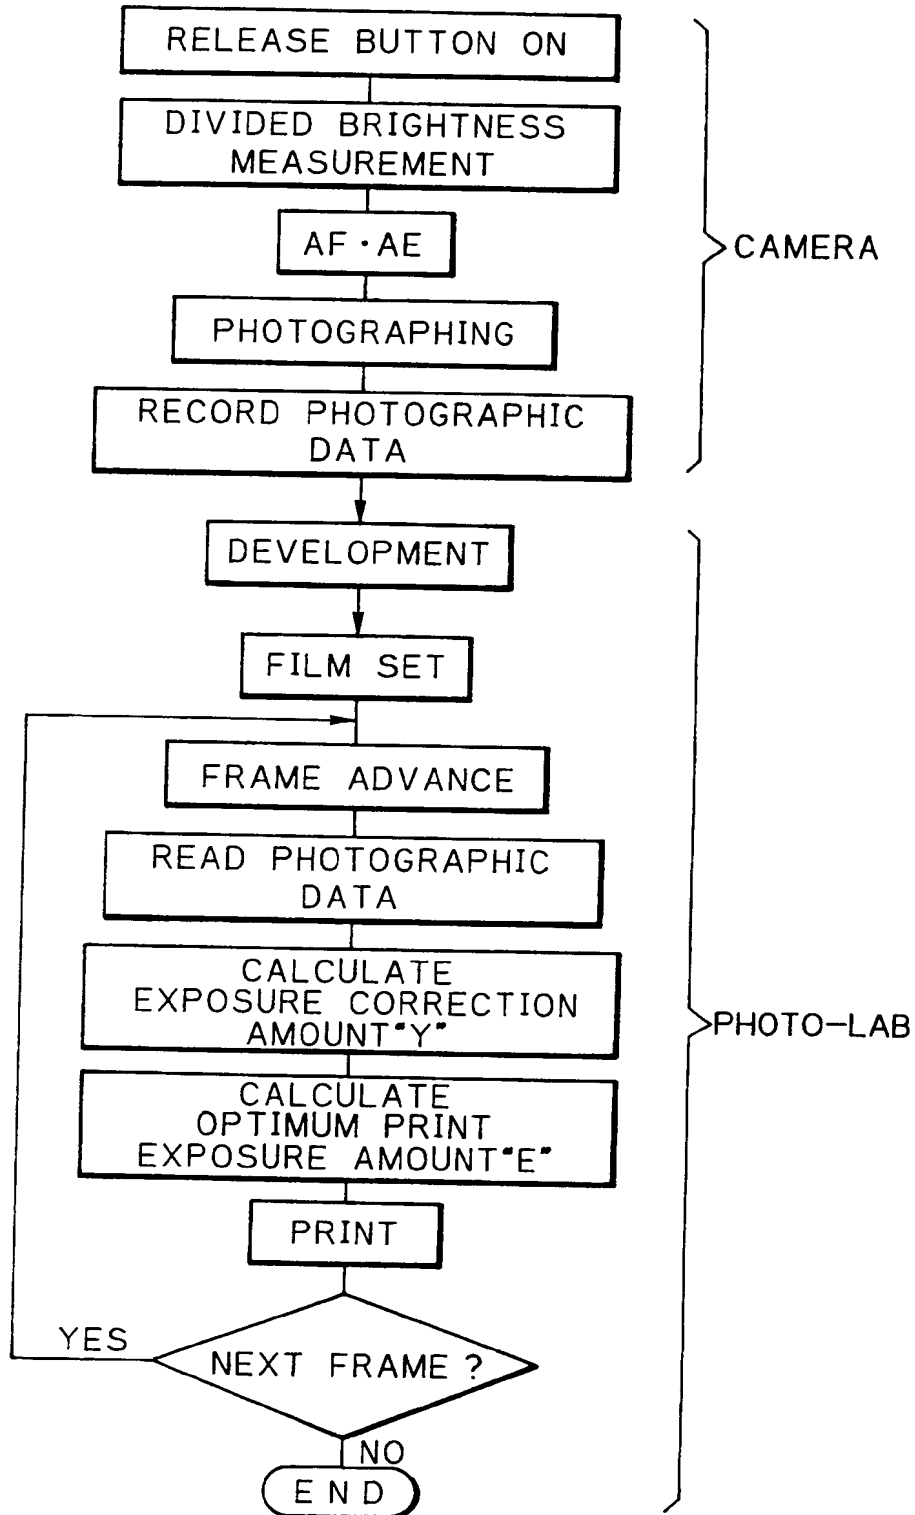 RELEASE BUTTON ON
DIVIDED BRIGHTNESS
MEASUREMENT
AF·AE
CAMERA
PHOTOGRAPHING
RECORD PHOTOGRAPHIC
DATA
DEVELOPMENT
FILM SET
FRAME ADVANCE
READ PHOTOGRAPHIC
DATA
CALCULATE
EXPOSURE CORRECTION
AMOUNT"Y"
PHOTO-LAB
CALCULATE
OPTIMUM PRINT
EXPOSURE AMOUNT"E"
PRINT
YES
NEXT FRAME ?
NO
END